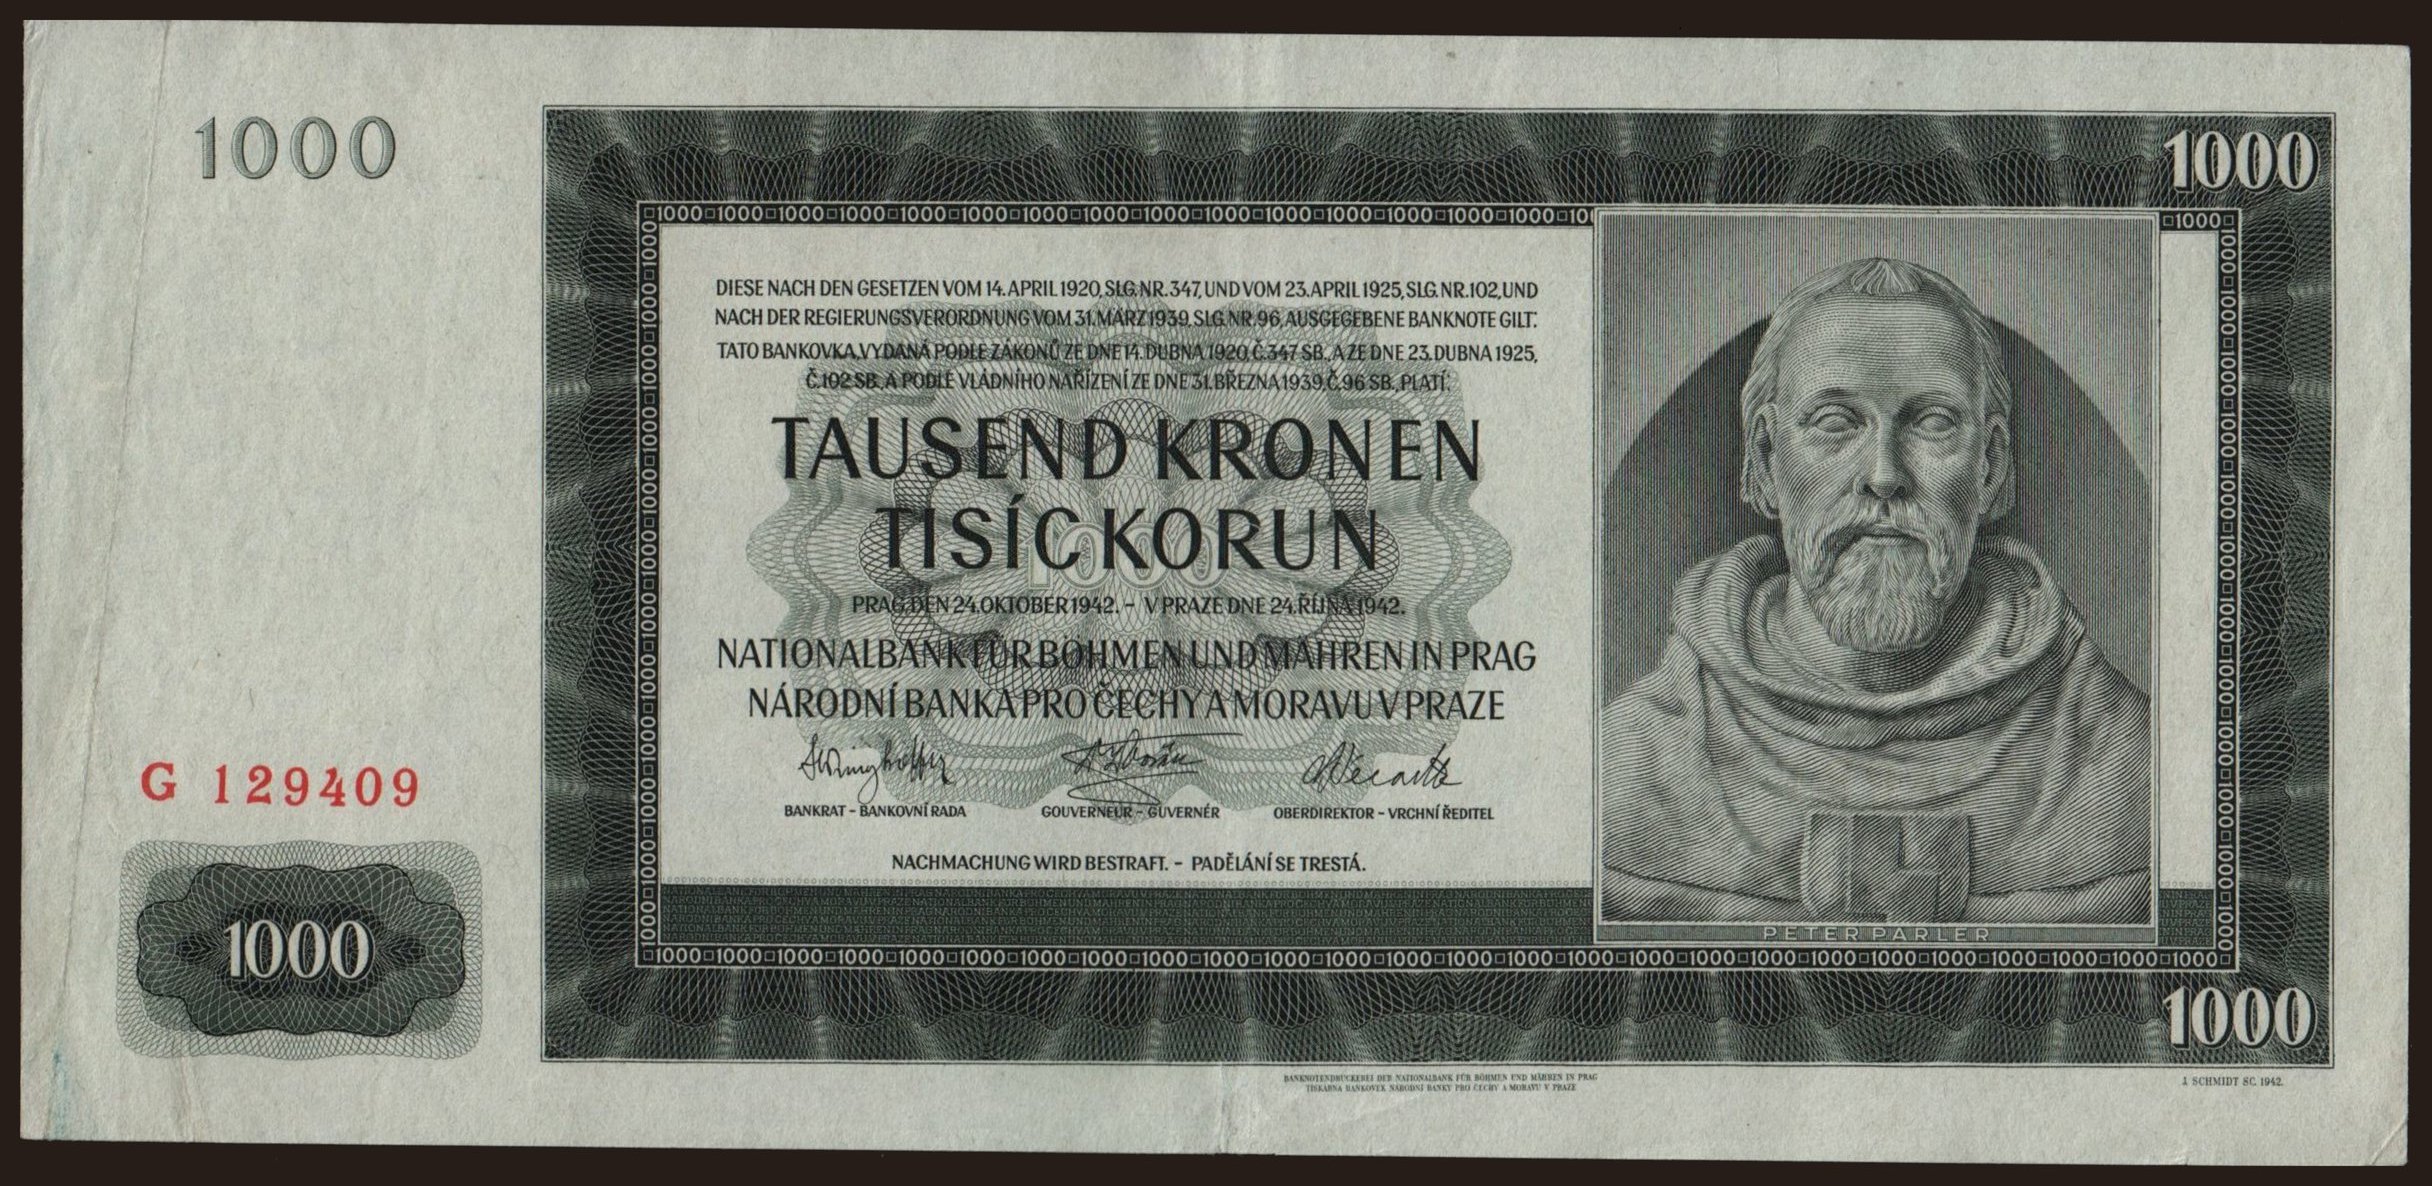 1000
1000
DIESE NACH DEN GESETZEN VOM 14. APRIL 1920, SLG. NR. 347, UND VOM 23. APRIL 1925, SLG. NR. 102, UND
NACH DER REGIERUNGSVERORDNUNG VOM 31. MÄRZ 1939, SLG. NR. 96, AUSGEGEBENE BANKNOTE GILT:
TATO BANKOVKA, VYDANÁ PODLE ZÁKONŮ ZE DNE 14. DUBNA 1920, Č. 347 SB., A ZE DNE 23. DUBNA 1925,
Č. 102 SB., A PODLE VLÁDNÍHO NAŘÍZENÍ ZE DNE 31. BŘEZNA 1939, Č. 96 SB., PLATÍ:
TAUSEND KRONEN
TISÍC KORUN
1000
PRAG, DEN 24. OKTOBER 1942. - V PRAZE DNE 24. ŘÍJNA 1942.
NATIONALBANK FÜR BÖHMEN UND MÄHREN IN PRAG
NÁRODNÍ BANKA PRO ČECHY A MORAVU V PRAZE
BANKRAT - BANKOVNÍ RADA
GOUVERNEUR - GUVERNÉR
OBERDIREKTOR - VRCHNÍ ŘEDITEL
NACHMACHUNG WIRD BESTRAFT. - PADĚLÁNÍ SE TRESTÁ.
G 129409
1000
PETER PARLER
1000
BANKNOTENDRUCKEREI DER NATIONALBANK FÜR BÖHMEN UND MÄHREN IN PRAG
TISKÁRNA BANKOVEK NÁRODNÍ BANKY PRO ČECHY A MORAVU V PRAZE
J. SCHMIDT SC. 1942.